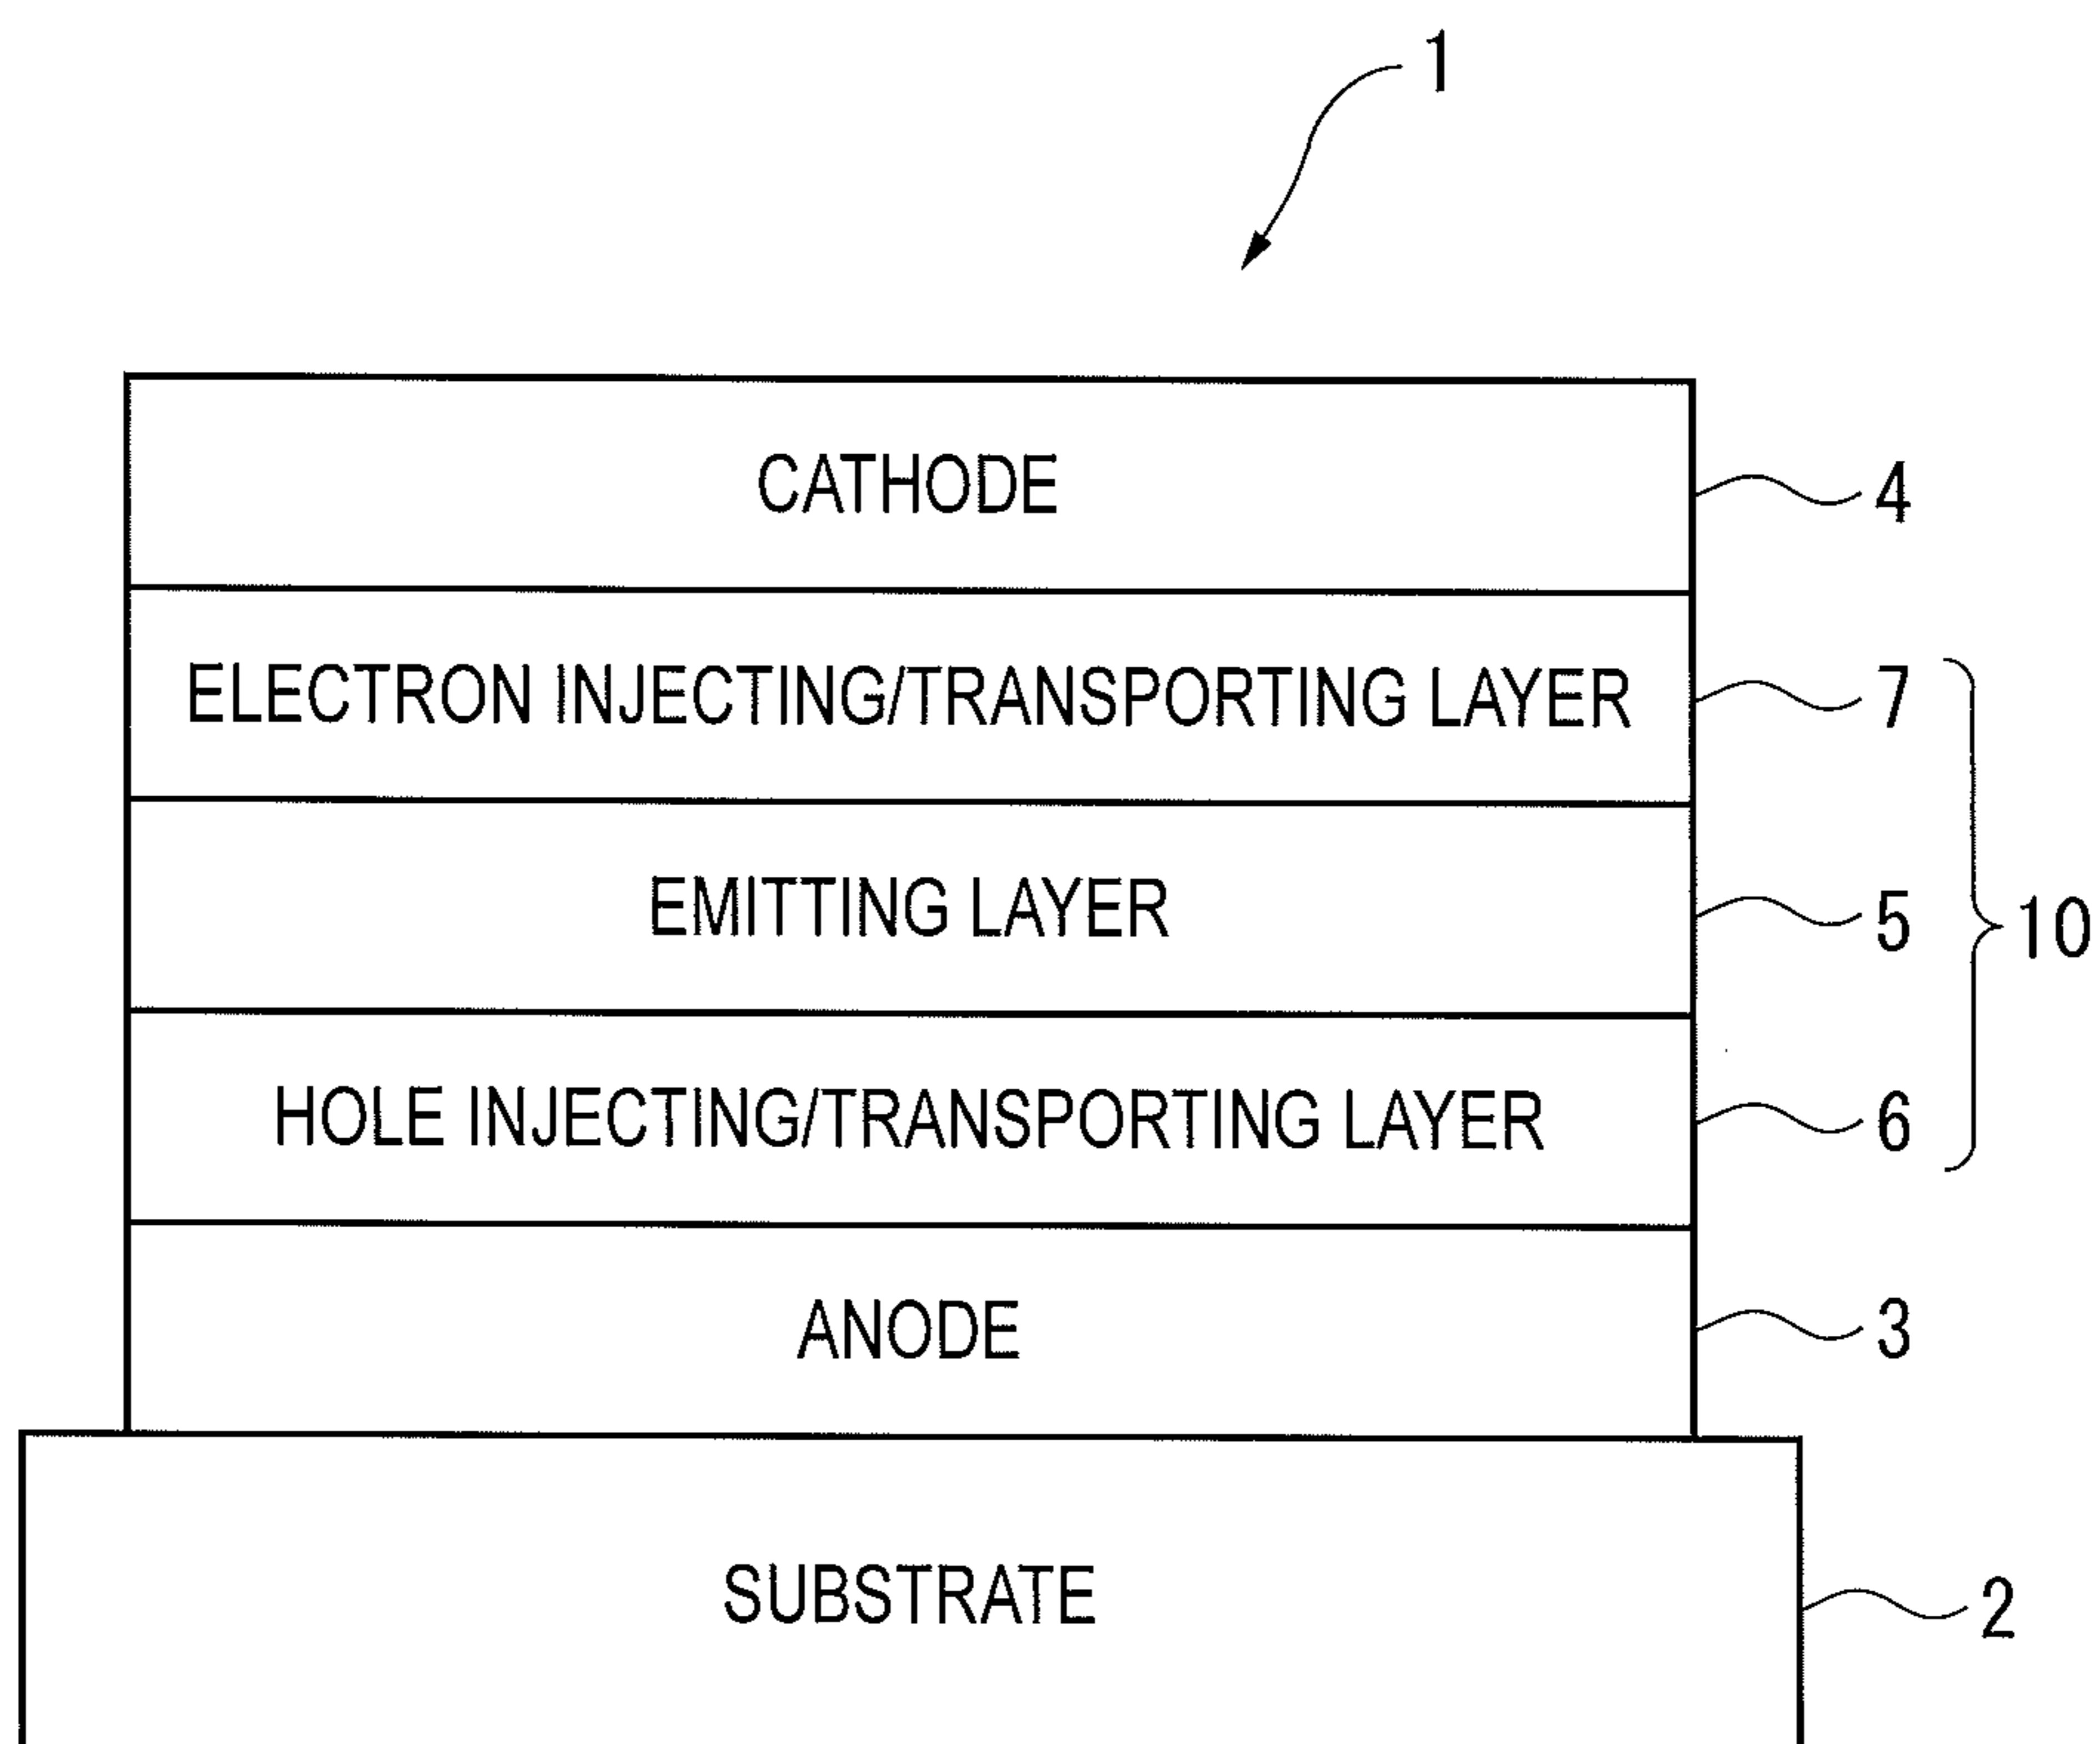 1
CATHODE 4
ELECTRON INJECTING/TRANSPORTING LAYER 7
EMITTING LAYER 5 10
HOLE INJECTING/TRANSPORTING LAYER 6
ANODE 3
SUBSTRATE 2